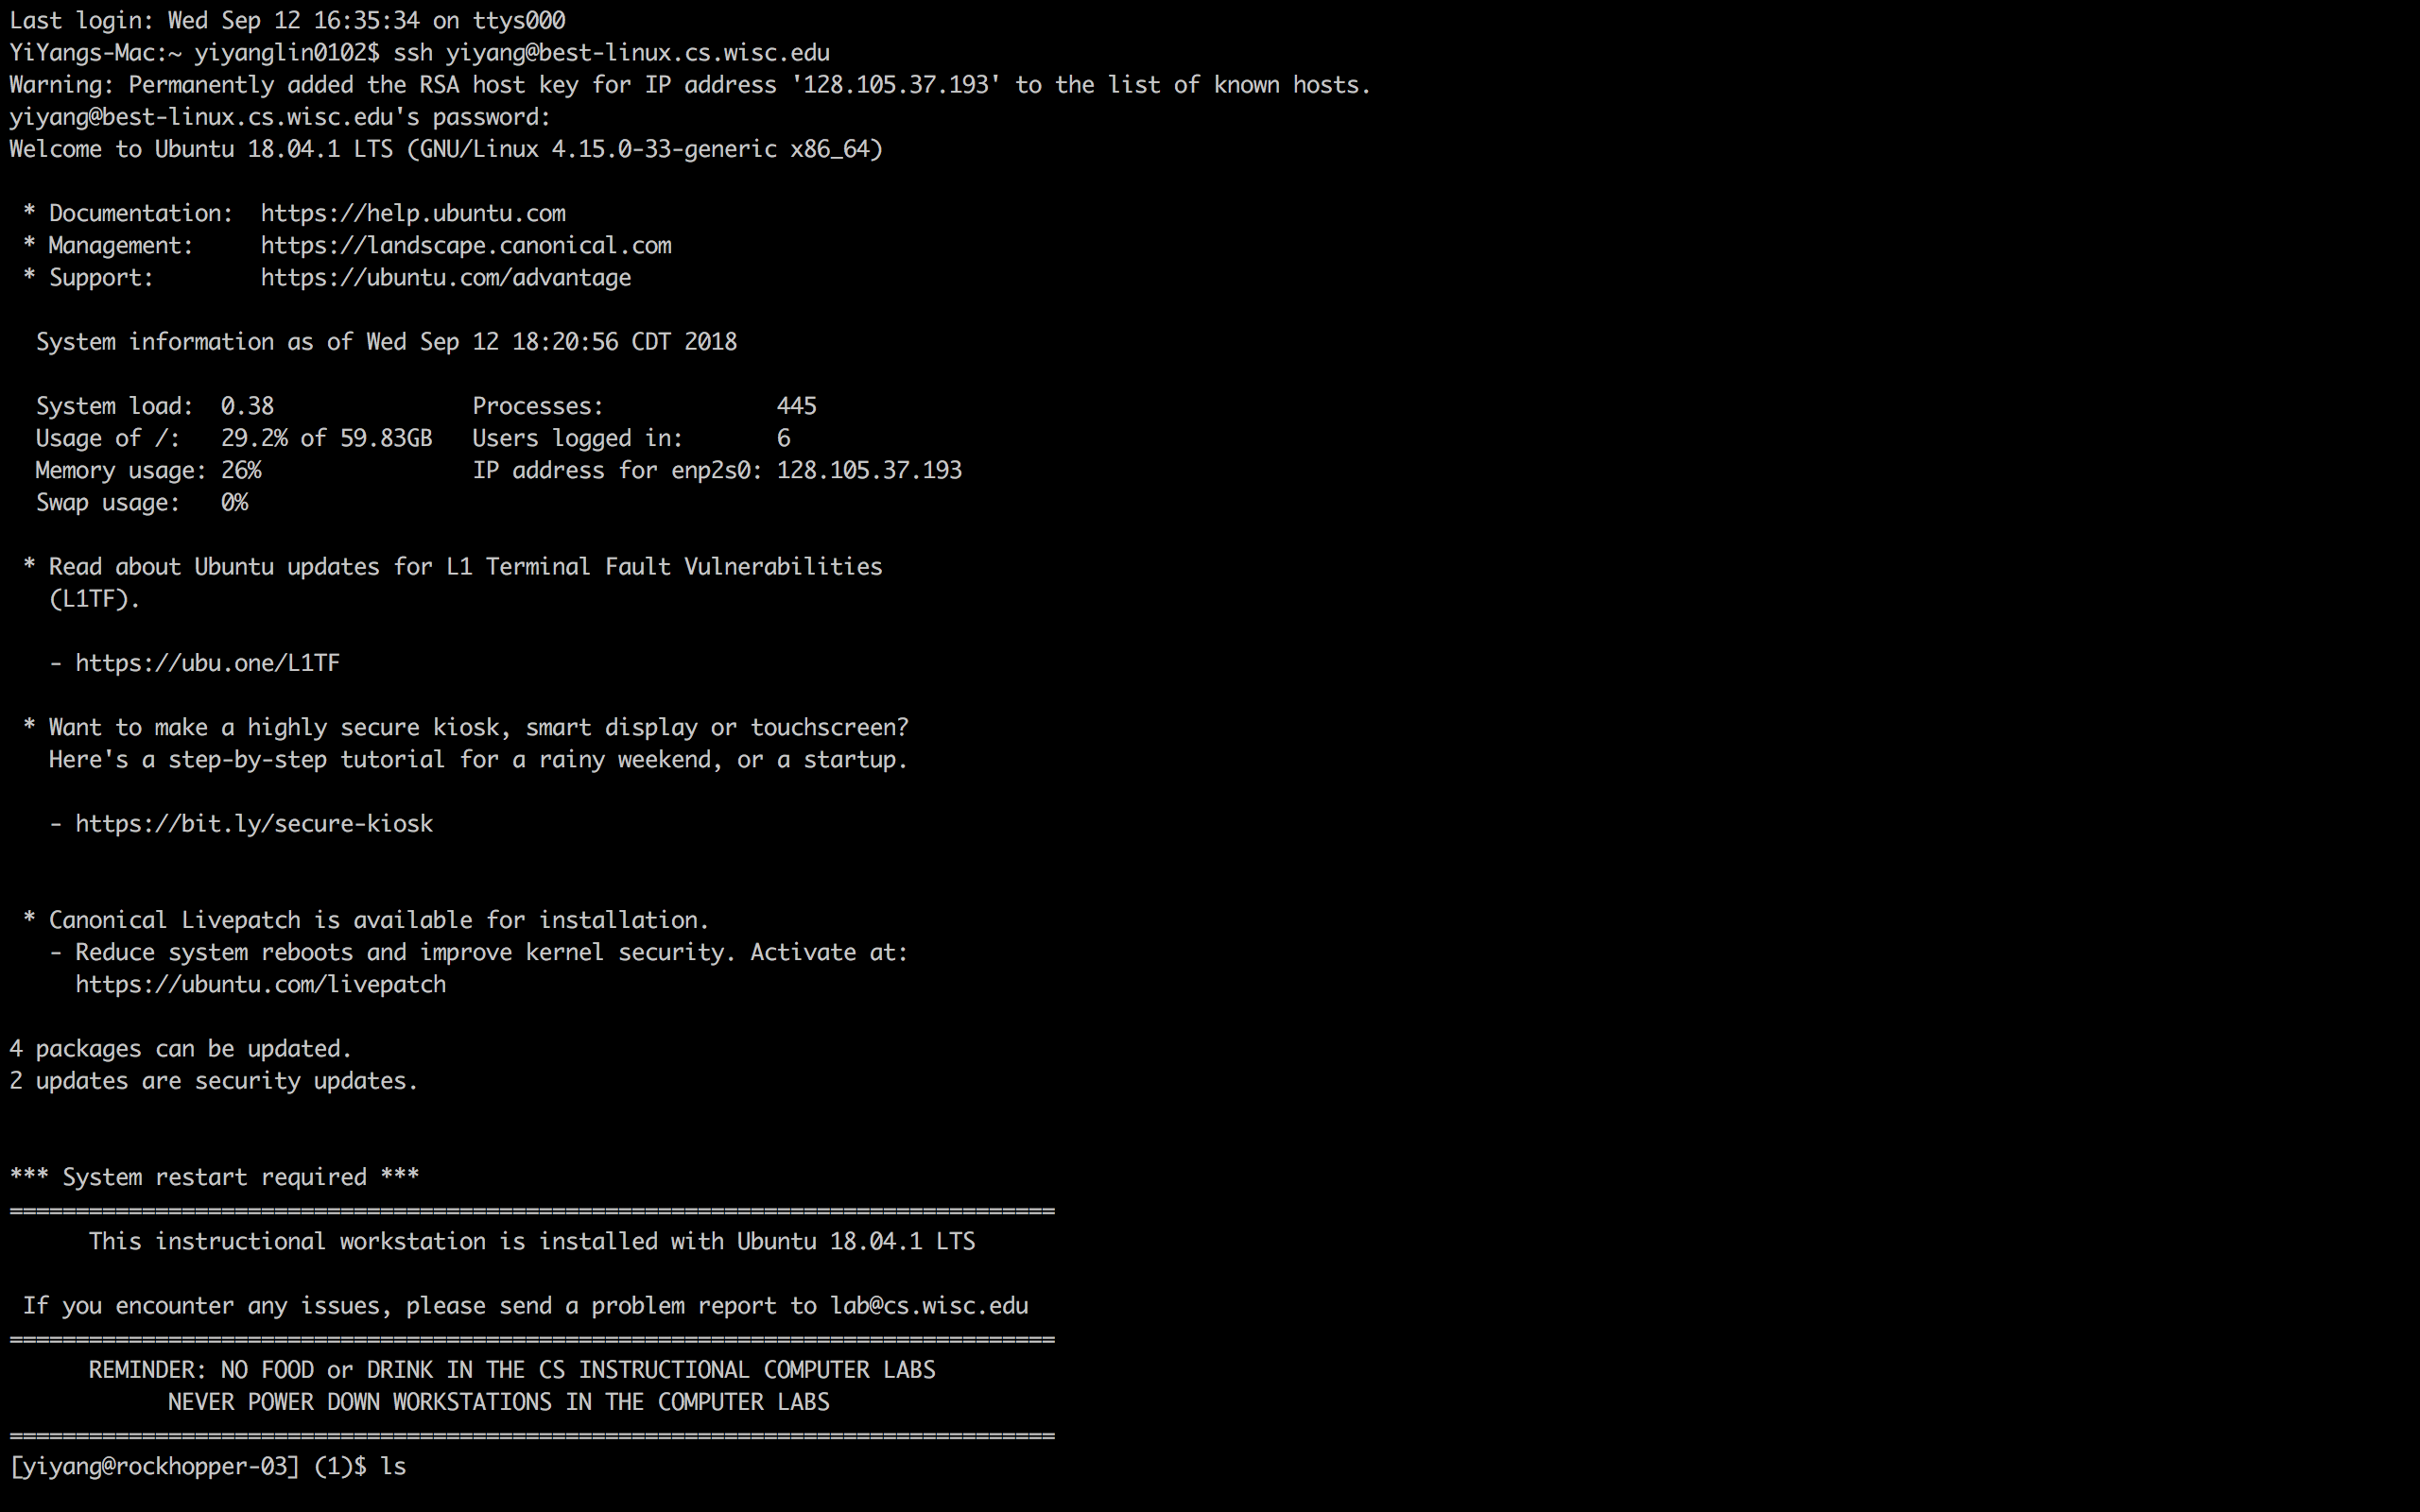 Last login: Wed Sep 12 16:35:34 on ttys000
YiYangs-Mac:~ yiyanglin0102$ ssh yiyang@best-linux.cs.wisc.edu
Warning: Permanently added the RSA host key for IP address '128.105.37.193' to the list of known hosts.
yiyang@best-linux.cs.wisc.edu's password:
Welcome to Ubuntu 18.04.1 LTS (GNU/Linux 4.15.0-33-generic x86_64)

 * Documentation:  https://help.ubuntu.com
 * Management:     https://landscape.canonical.com
 * Support:        https://ubuntu.com/advantage

  System information as of Wed Sep 12 18:20:56 CDT 2018

  System load:  0.38               Processes:             445
  Usage of /:   29.2% of 59.83GB   Users logged in:       6
  Memory usage: 26%                IP address for enp2s0: 128.105.37.193
  Swap usage:   0%

 * Read about Ubuntu updates for L1 Terminal Fault Vulnerabilities
   (L1TF).

   - https://ubu.one/L1TF

 * Want to make a highly secure kiosk, smart display or touchscreen?
   Here's a step-by-step tutorial for a rainy weekend, or a startup.

   - https://bit.ly/secure-kiosk

 * Canonical Livepatch is available for installation.
   - Reduce system reboots and improve kernel security. Activate at:
     https://ubuntu.com/livepatch

4 packages can be updated.
2 updates are security updates.

*** System restart required ***
===============================================================================
      This instructional workstation is installed with Ubuntu 18.04.1 LTS

 If you encounter any issues, please send a problem report to lab@cs.wisc.edu
===============================================================================
      REMINDER: NO FOOD or DRINK IN THE CS INSTRUCTIONAL COMPUTER LABS
            NEVER POWER DOWN WORKSTATIONS IN THE COMPUTER LABS
===============================================================================
[yiyang@rockhopper-03] (1)$ ls